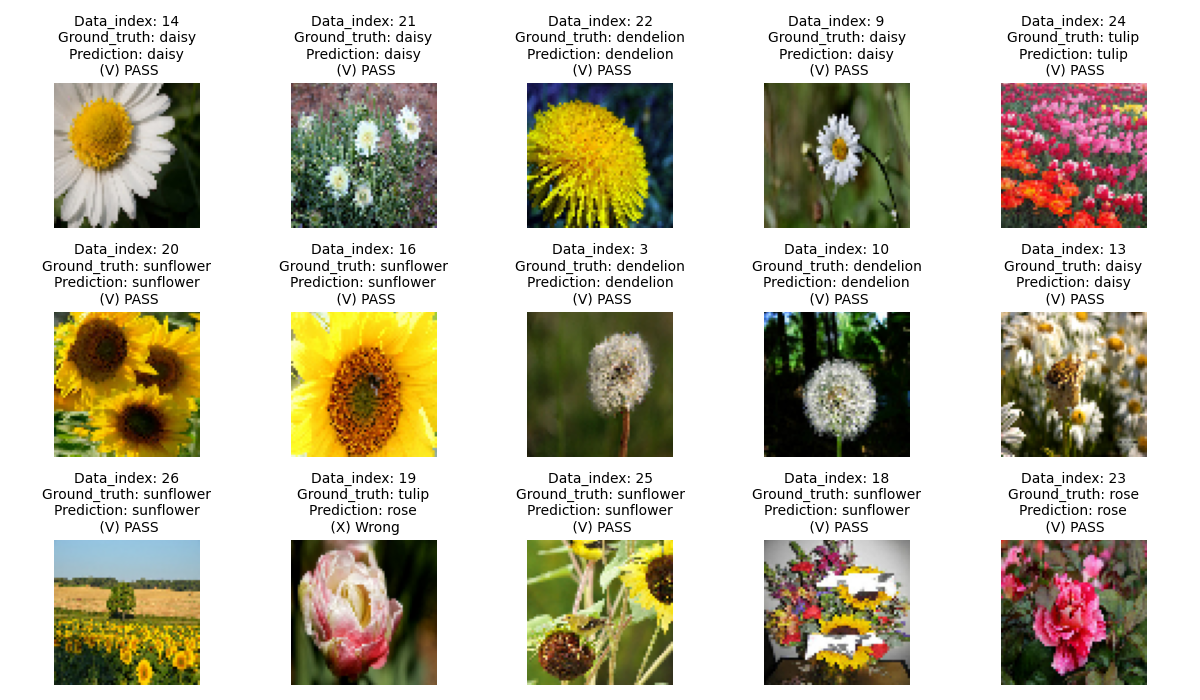 Data_index: 14
Ground_truth: daisy
Prediction: daisy
(V) PASS
Data_index: 21
Ground_truth: daisy
Prediction: daisy
(V) PASS
Data_index: 22
Ground_truth: dendelion
Prediction: dendelion
(V) PASS
Data_index: 9
Ground_truth: daisy
Prediction: daisy
(V) PASS
Data_index: 24
Ground_truth: tulip
Prediction: tulip
(V) PASS
Data_index: 20
Ground_truth: sunflower
Prediction: sunflower
(V) PASS
Data_index: 16
Ground_truth: sunflower
Prediction: sunflower
(V) PASS
Data_index: 3
Ground_truth: dendelion
Prediction: dendelion
(V) PASS
Data_index: 10
Ground_truth: dendelion
Prediction: dendelion
(V) PASS
Data_index: 13
Ground_truth: daisy
Prediction: daisy
(V) PASS
Data_index: 26
Ground_truth: sunflower
Prediction: sunflower
(V) PASS
Data_index: 19
Ground_truth: tulip
Prediction: rose
(X) Wrong
Data_index: 25
Ground_truth: sunflower
Prediction: sunflower
(V) PASS
Data_index: 18
Ground_truth: sunflower
Prediction: sunflower
(V) PASS
Data_index: 23
Ground_truth: rose
Prediction: rose
(V) PASS